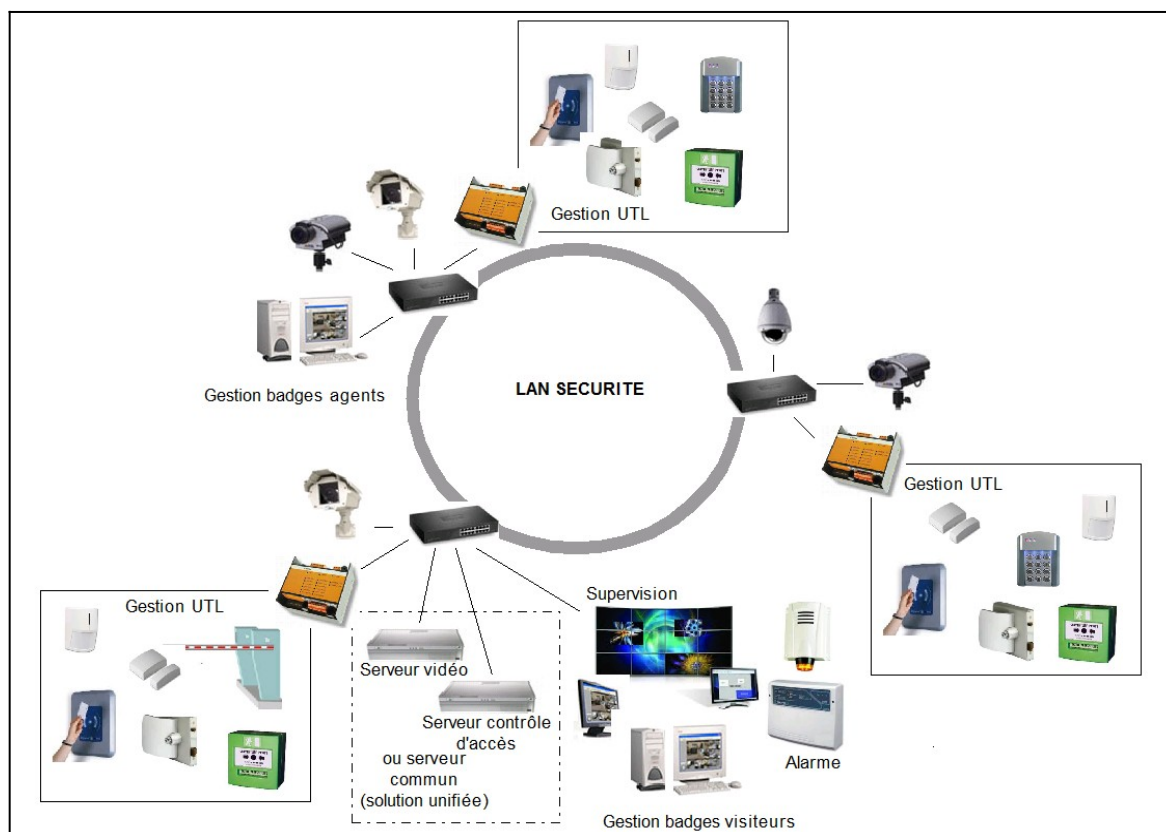 Gestion UTL
LAN SECURITE
Gestion badges agents
Gestion UTL
Gestion UTL
Supervision
Serveur vidéo
Serveur contrôle
d'accès
ou serveur
commun
(solution unifiée)
Alarme
Gestion badges visiteurs